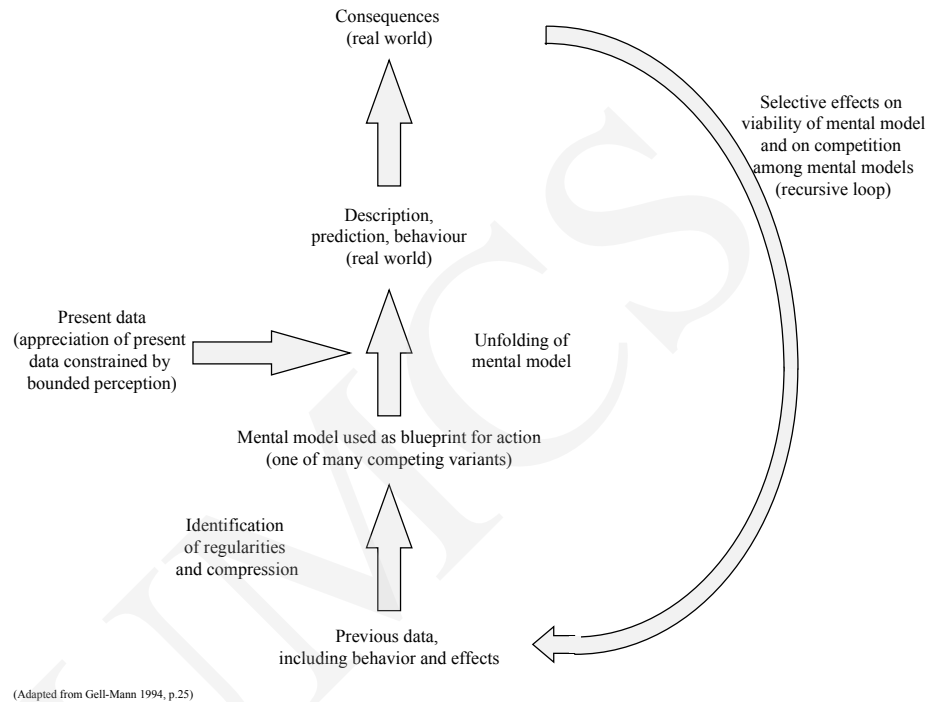 Consequences
(real world)
Selective effects on
viability of mental model
and on competition
among mental models
(recursive loop)
Description,
prediction, behaviour
(real world)
Present data
(appreciation of present
data constrained by
bounded perception)
Unfolding of
mental model
Mental model used as blueprint for action
(one of many competing variants)
Identification
of regularities
and compression
Previous data,
including behavior and effects
(Adapted from Gell-Mann 1994, p.25)
UMCS